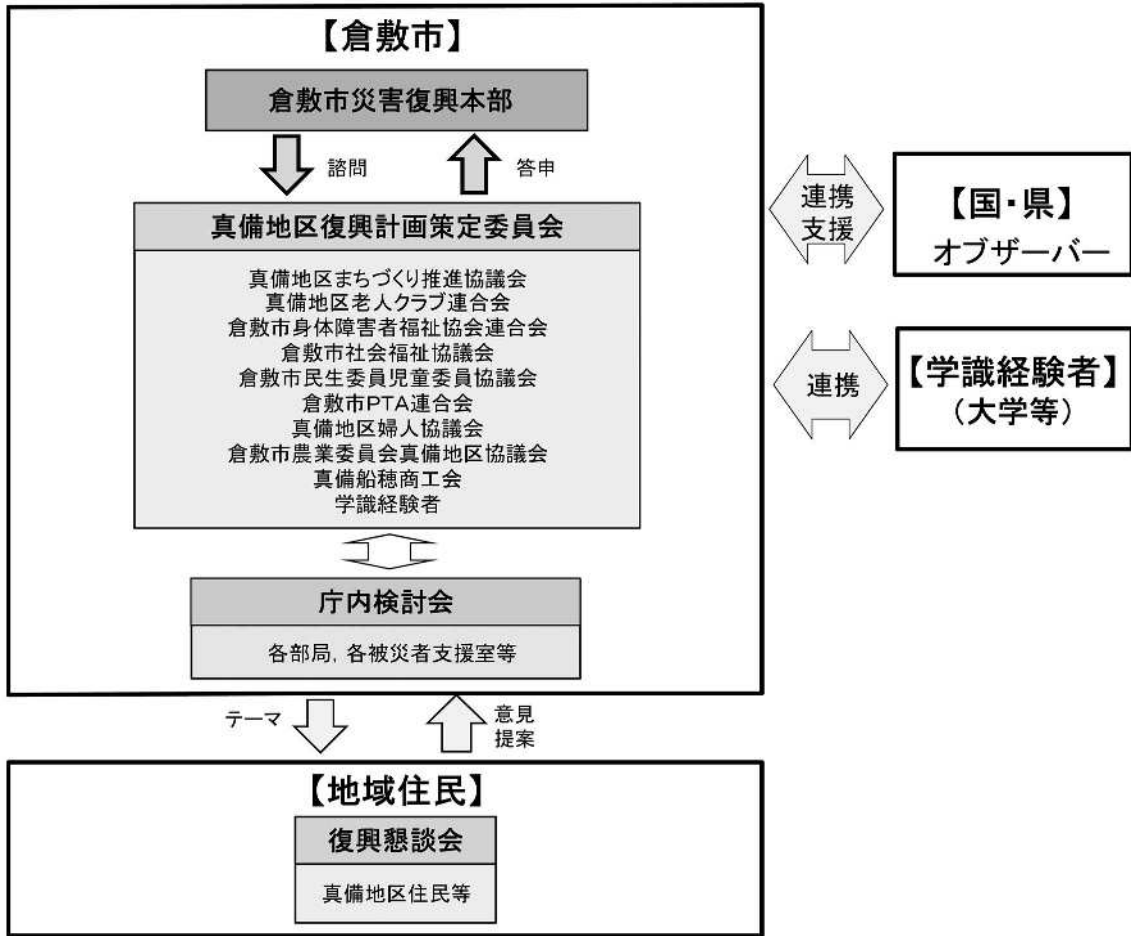 【倉敷市】
倉敷市災害復興本部
諮問
答申
真備地区復興計画策定委員会
真備地区まちづくり推進協議会
真備地区老人クラブ連合会
倉敷市身体障害者福祉協会連合会
倉敷市社会福祉協議会
倉敷市民生委員児童委員協議会
倉敷市PTA連合会
真備地区婦人協議会
倉敷市農業委員会真備地区協議会
真備船穂商工会
学識経験者
庁内検討会
各部局，各被災者支援室等
連携
支援
【国・県】
オブザーバー
連携
【学識経験者】
（大学等）
テーマ
意見
提案
【地域住民】
復興懇談会
真備地区住民等